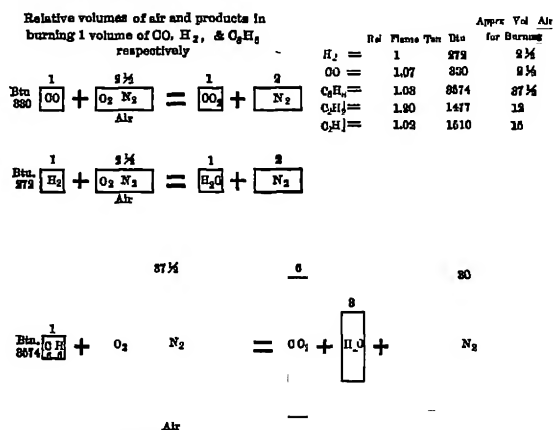 Relative volumes of air and products in
burning 1 volume of CO, H2, & C6H6
respectively
Apprx Vol Air
Rel Flame Tem Btu for Burning
H2 = 1 272 2½
CO = 1.07 330 2½
C6H6 = 1.03 3574 37½
C2H2 = 1.20 1477 12
C2H4 = 1.02 1510 15
1 2½ 1 2
Btu
330 CO + O2 N2 = CO2 + N2
Air
1 2½ 1 2
Btu.
272 H2 + O2 N2 = H2O + N2
Air
37½ 6 30
3
1
Btu.
3574 C6H6 + O2 N2 = CO2 + H2O + N2
Air